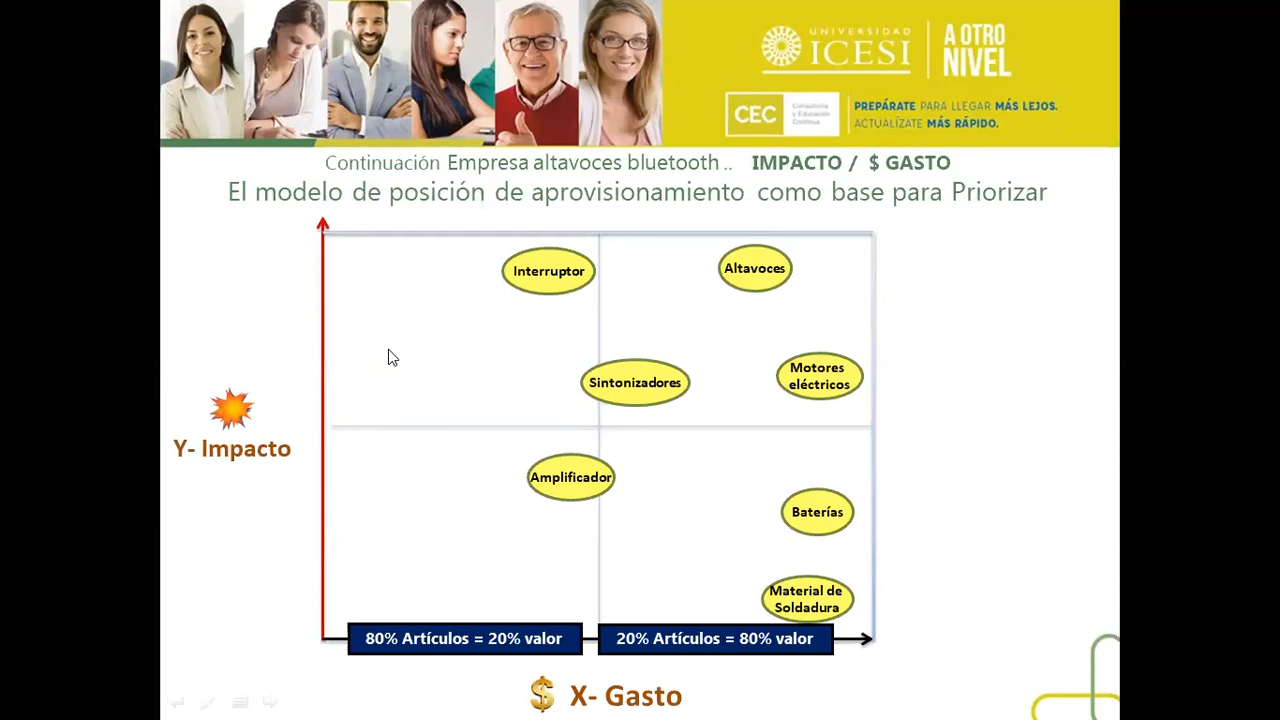 UNIVERSIDAD
ICESI
A OTRO
NIVEL
CEC
Consultoría
y Educación
Continua
PREPÁRATE PARA LLEGAR MÁS LEJOS.
ACTUALÍZATE MÁS RÁPIDO.
Continuación Empresa altavoces bluetooth .. IMPACTO / $ GASTO
El modelo de posición de aprovisionamiento como base para Priorizar
Interruptor
Altavoces
Sintonizadores
Motores
eléctricos
Y- Impacto
Amplificador
Baterías
Material de
Soldadura
80% Artículos = 20% valor
20% Artículos = 80% valor
$ X- Gasto